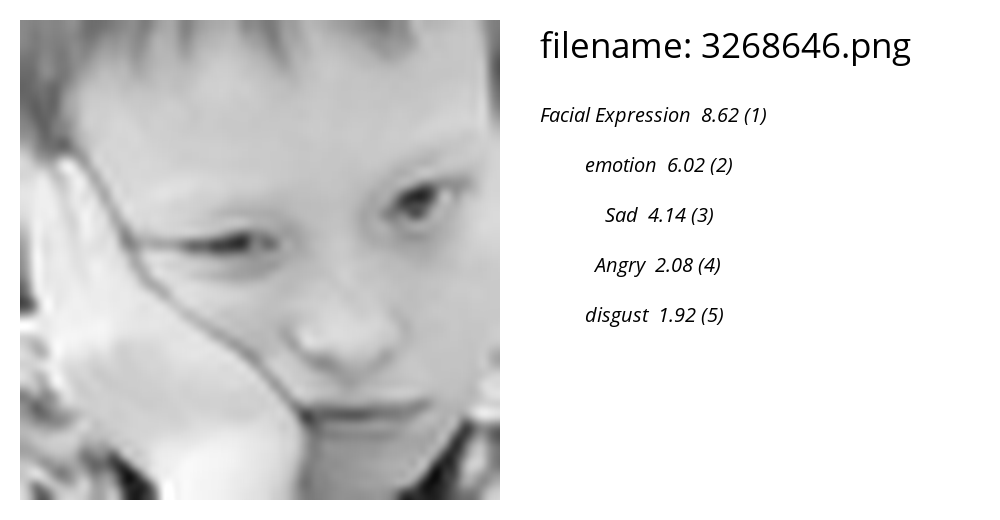 filename: 3268646.png
Facial Expression 8.62 (1)
emotion 6.02 (2)
Sad 4.14 (3)
Angry 2.08 (4)
disgust 1.92 (5)